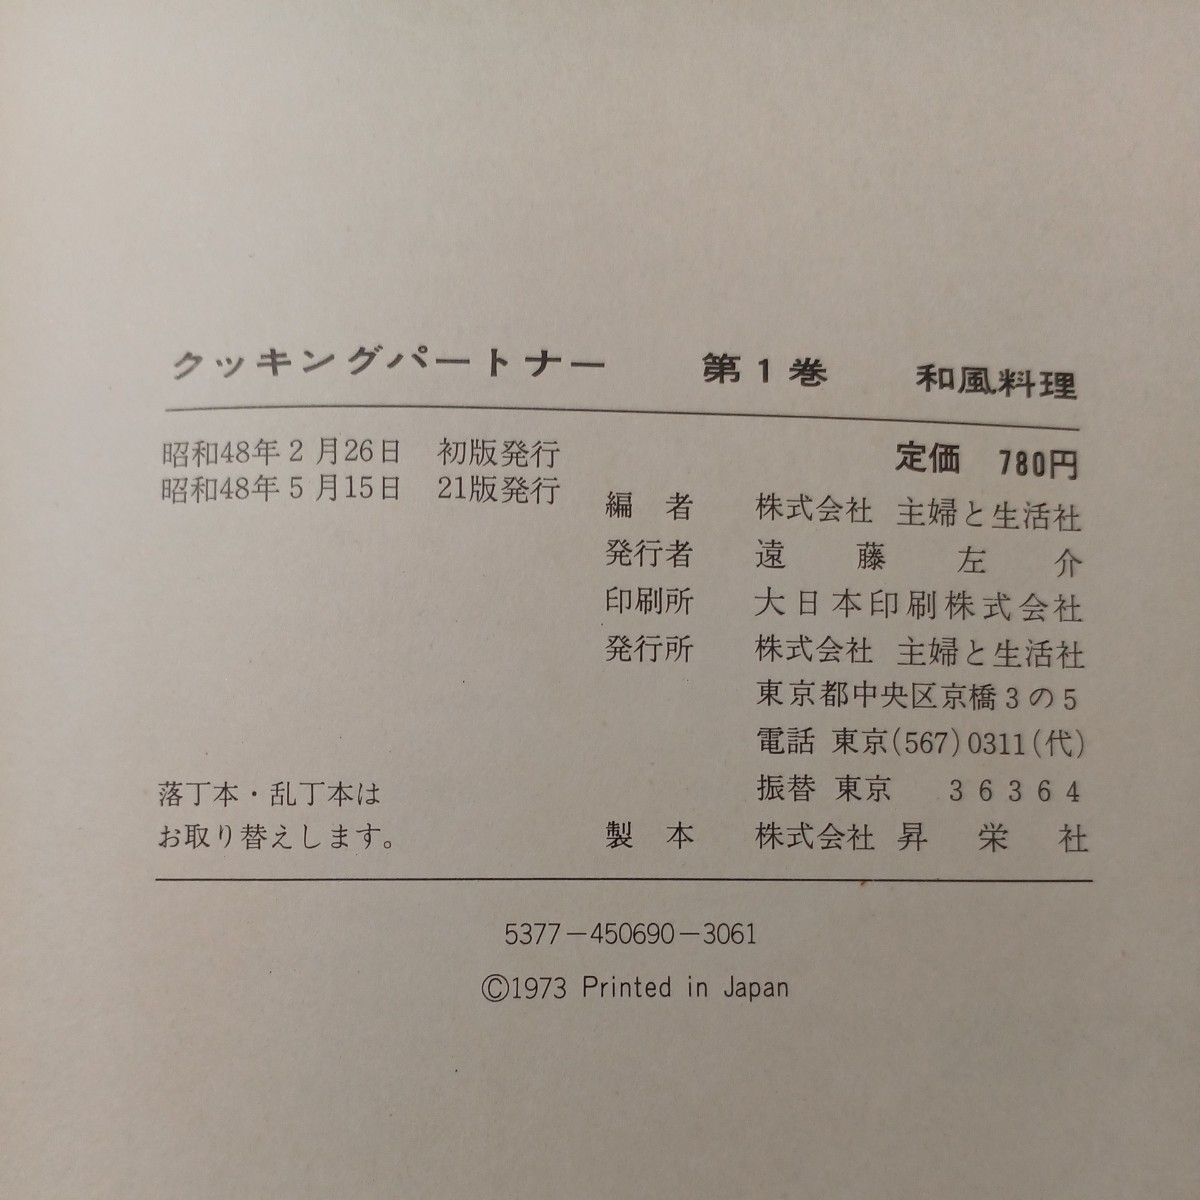 クッキングパートナー　第1巻　和風料理
昭和48年2月26日　初版発行
昭和48年5月15日　21版発行
定価　780円
編　者　株式会社 主婦と生活社
発行者　遠藤左介
印刷所　大日本印刷株式会社
発行所　株式会社 主婦と生活社
東京都中央区京橋3の5
電話 東京(567)0311(代)
振替 東京　36364
製　本　株式会社 昇栄社
落丁本・乱丁本は
お取り替えします。
5377-450690-3061
©1973 Printed in Japan